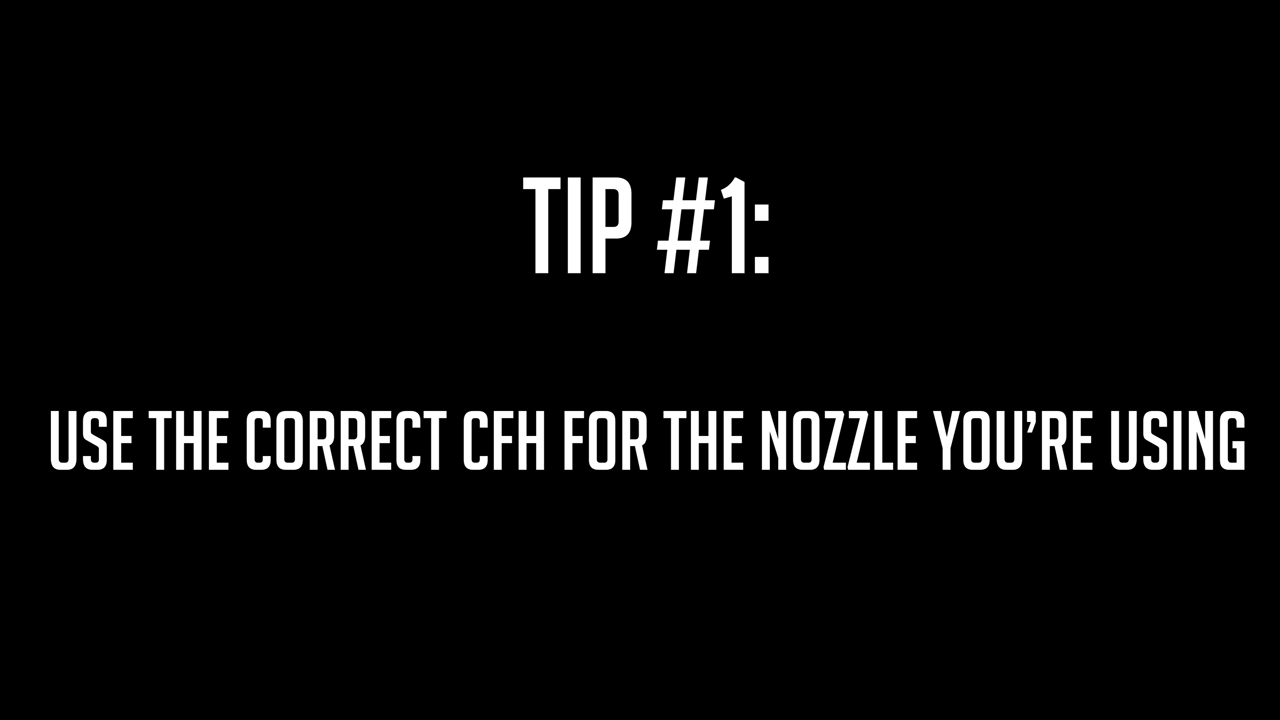 TIP #1:
USE THE CORRECT CFH FOR THE NOZZLE YOU’RE USING